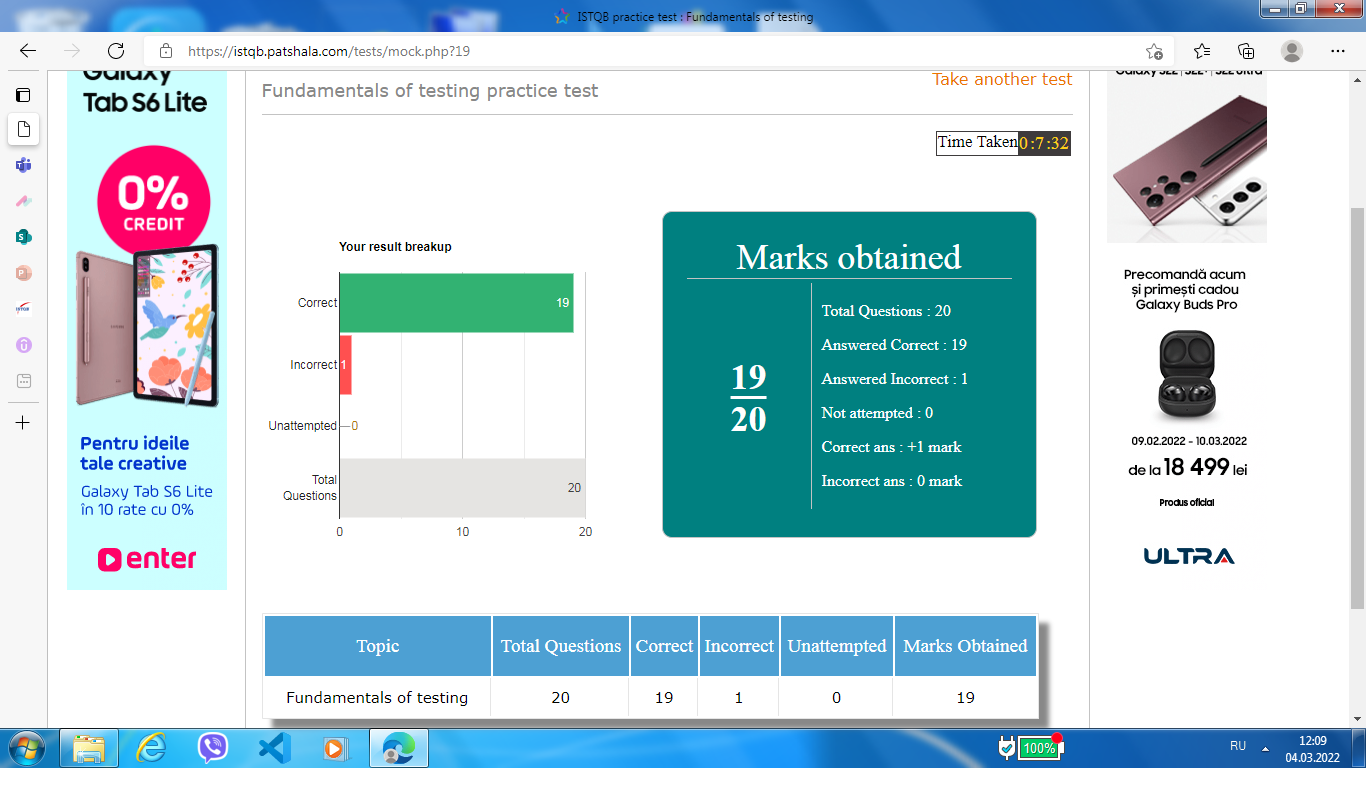 ISTQB practice test : Fundamentals of testing
https://istqb.patshala.com/tests/mock.php?19
Galaxy
Tab S6 Lite
0%
CREDIT
Pentru ideile
tale creative
Galaxy Tab S6 Lite
în 10 rate cu 0%
enter
Fundamentals of testing practice test
Take another test
Time Taken 0:7:32
Your result breakup
Correct 19
Incorrect 1
Unattempted 0
Total
Questions 20
0 10 20
Marks obtained
19
20
Total Questions : 20
Answered Correct : 19
Answered Incorrect : 1
Not attempted : 0
Correct ans : +1 mark
Incorrect ans : 0 mark
Topic Total Questions Correct Incorrect Unattempted Marks Obtained
Fundamentals of testing 20 19 1 0 19
Galaxy S22 | S22+ | S22 Ultra
Precomandă acum
și primești cadou
Galaxy Buds Pro
09.02.2022 - 10.03.2022
de la 18 499 lei
Produs oficial
ULTRA
100%
RU
12:09
04.03.2022